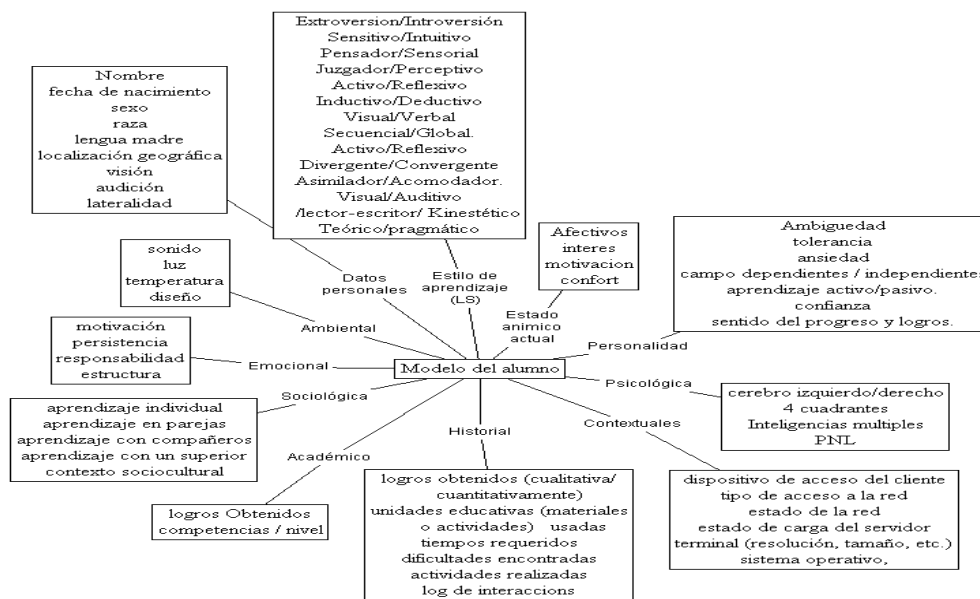 Extroversion/Introversión
Sensitivo/Intuitivo
Pensador/Sensorial
Juzgador/Perceptivo
Activo/Reflexivo
Inductivo/Deductivo
Visual/Verbal
Secuencial/Global.
Activo/Reflexivo
Divergente/Convergente
Asimilador/Acomodador.
Visual/Auditivo
/lector-escritor/ Kinestético
Teórico/pragmático
Nombre
fecha de nacimiento
sexo
raza
lengua madre
localización geográfica
visión
audición
lateralidad
Afectivos
interes
motivacion
confort
Ambiguedad
tolerancia
ansiedad
campo dependientes / independientes
aprendizaje activo/pasivo.
confianza
sentido del progreso y logros.
sonido
luz
temperatura
diseño
Datos
personales
Estilo de
aprendizaje
(LS)
Estado
animico
actual
Ambiental
Personalidad
motivación
persistencia
responsabilidad
estructura
Emocional
Modelo del alumno
Psicológica
cerebro izquierdo/derecho
4 cuadrantes
Inteligencias multiples
PNL
Sociológica
aprendizaje individual
aprendizaje en parejas
aprendizaje con compañeros
aprendizaje con un superior
contexto sociocultural
Académico
Historial
Contextuales
logros Obtenidos
competencias / nivel
logros obtenidos (cualitativa/
cuantitativamente)
unidades educativas (materiales
o actividades) usadas
tiempos requeridos
dificultades encontradas
actividades realizadas
log de interaccions
dispositivo de acceso del cliente
tipo de acceso a la red
estado de la red
estado de carga del servidor
terminal (resolución, tamaño, etc.)
sistema operativo,